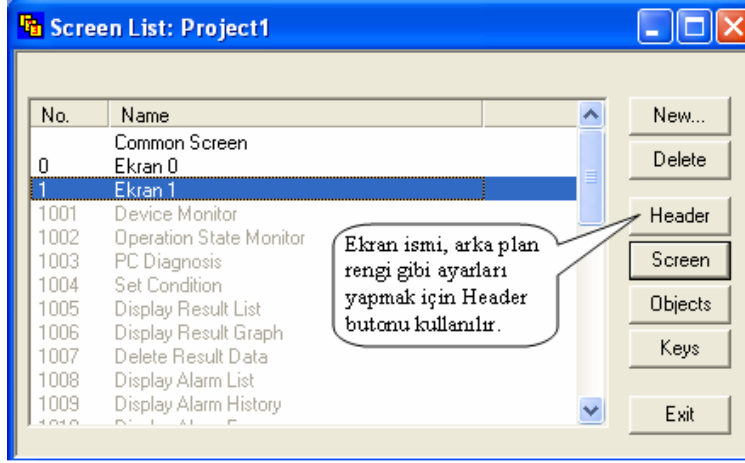 Screen List: Project1
No. Name
Common Screen
0 Ekran 0
1 Ekran 1
1001 Device Monitor
1002 Operation State Monitor
1003 PC Diagnosis
1004 Set Condition
1005 Display Result List
1006 Display Result Graph
1007 Delete Result Data
1008 Display Alarm List
1009 Display Alarm History
New...
Delete
Header
Screen
Objects
Keys
Exit
Ekran ismi, arka plan
rengi gibi ayarları
yapmak için Header
butonu kullanılır.